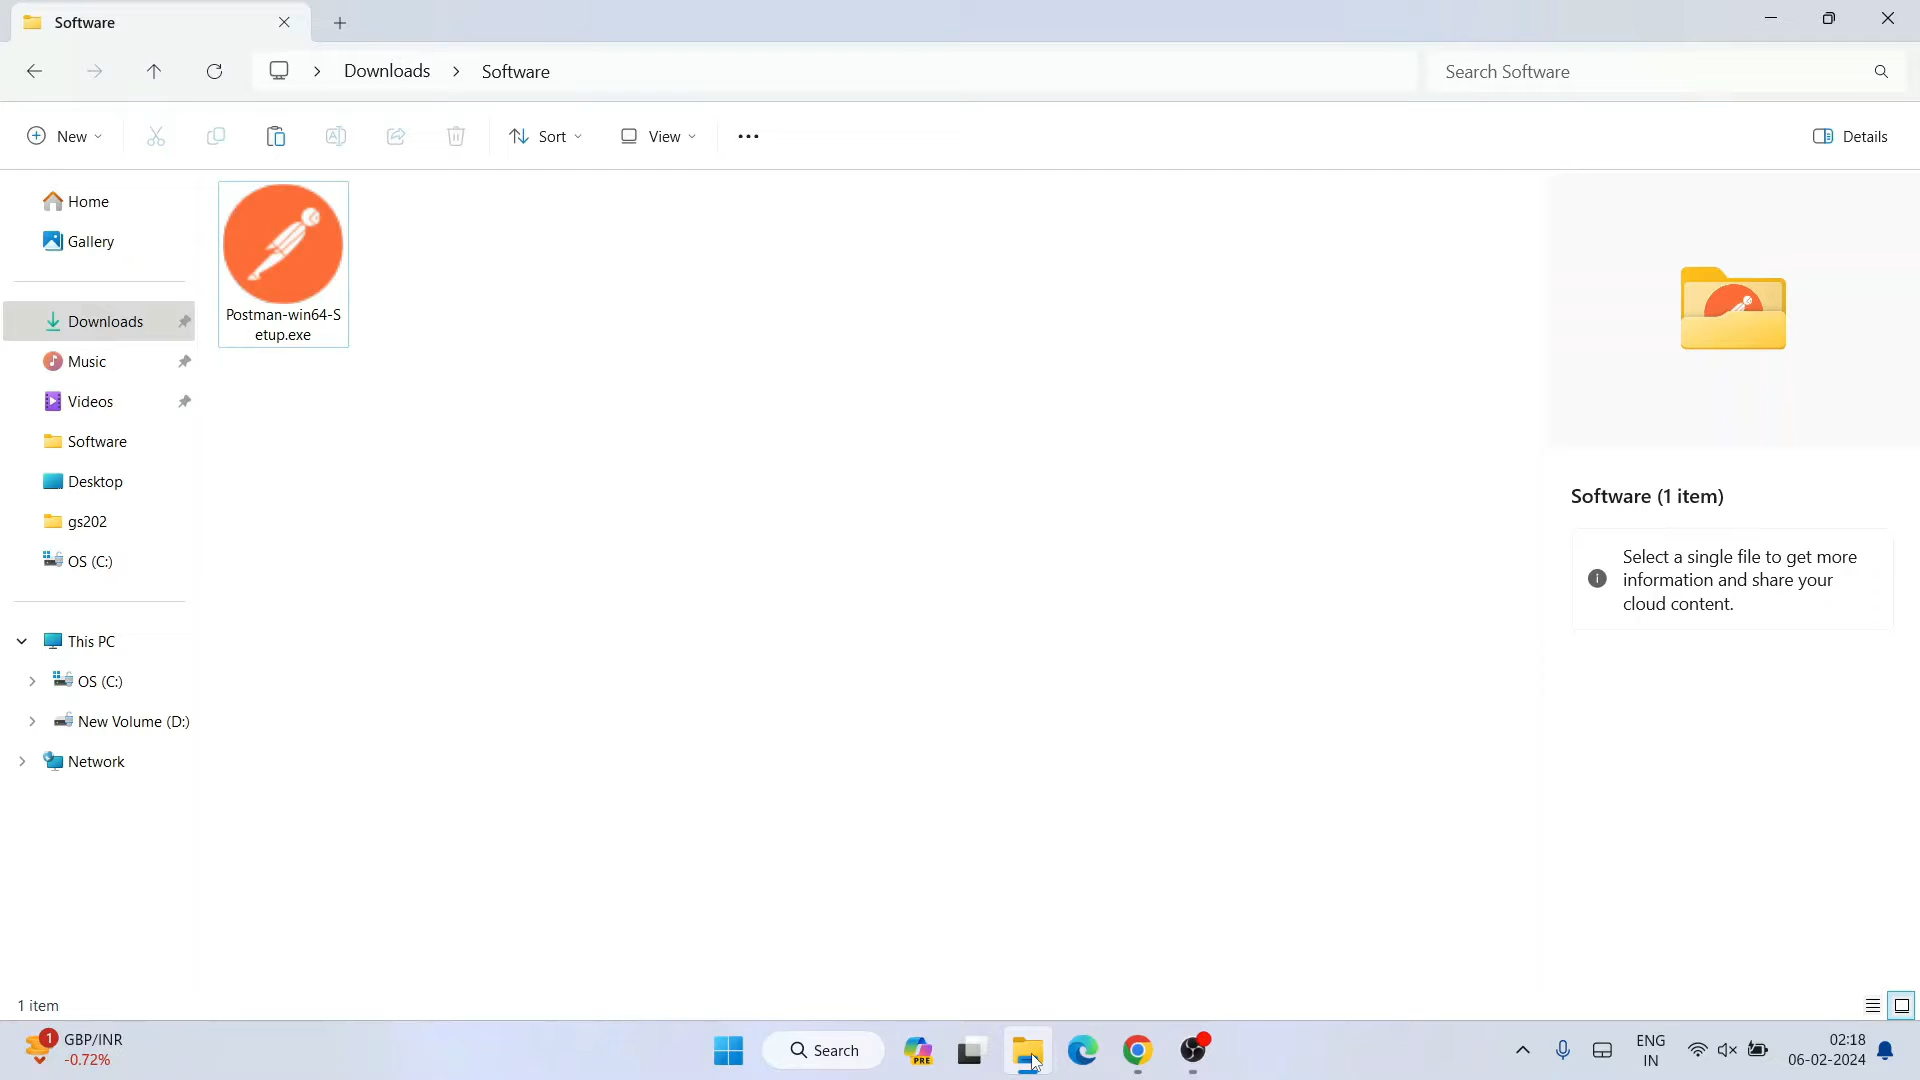 Software
Downloads
Software
Search Software
New
Sort
View
Details
Home
Gallery
Downloads
Music
Videos
Software
Desktop
gs202
OS (C:)
This PC
OS (C:)
New Volume (D:)
Network
Postman-win64-S
etup.exe
Software (1 item)
Select a single file to get more
information and share your
cloud content.
1 item
1
GBP/INR
-0.72%
Search
PRE
ENG
IN
02:18
06-02-2024